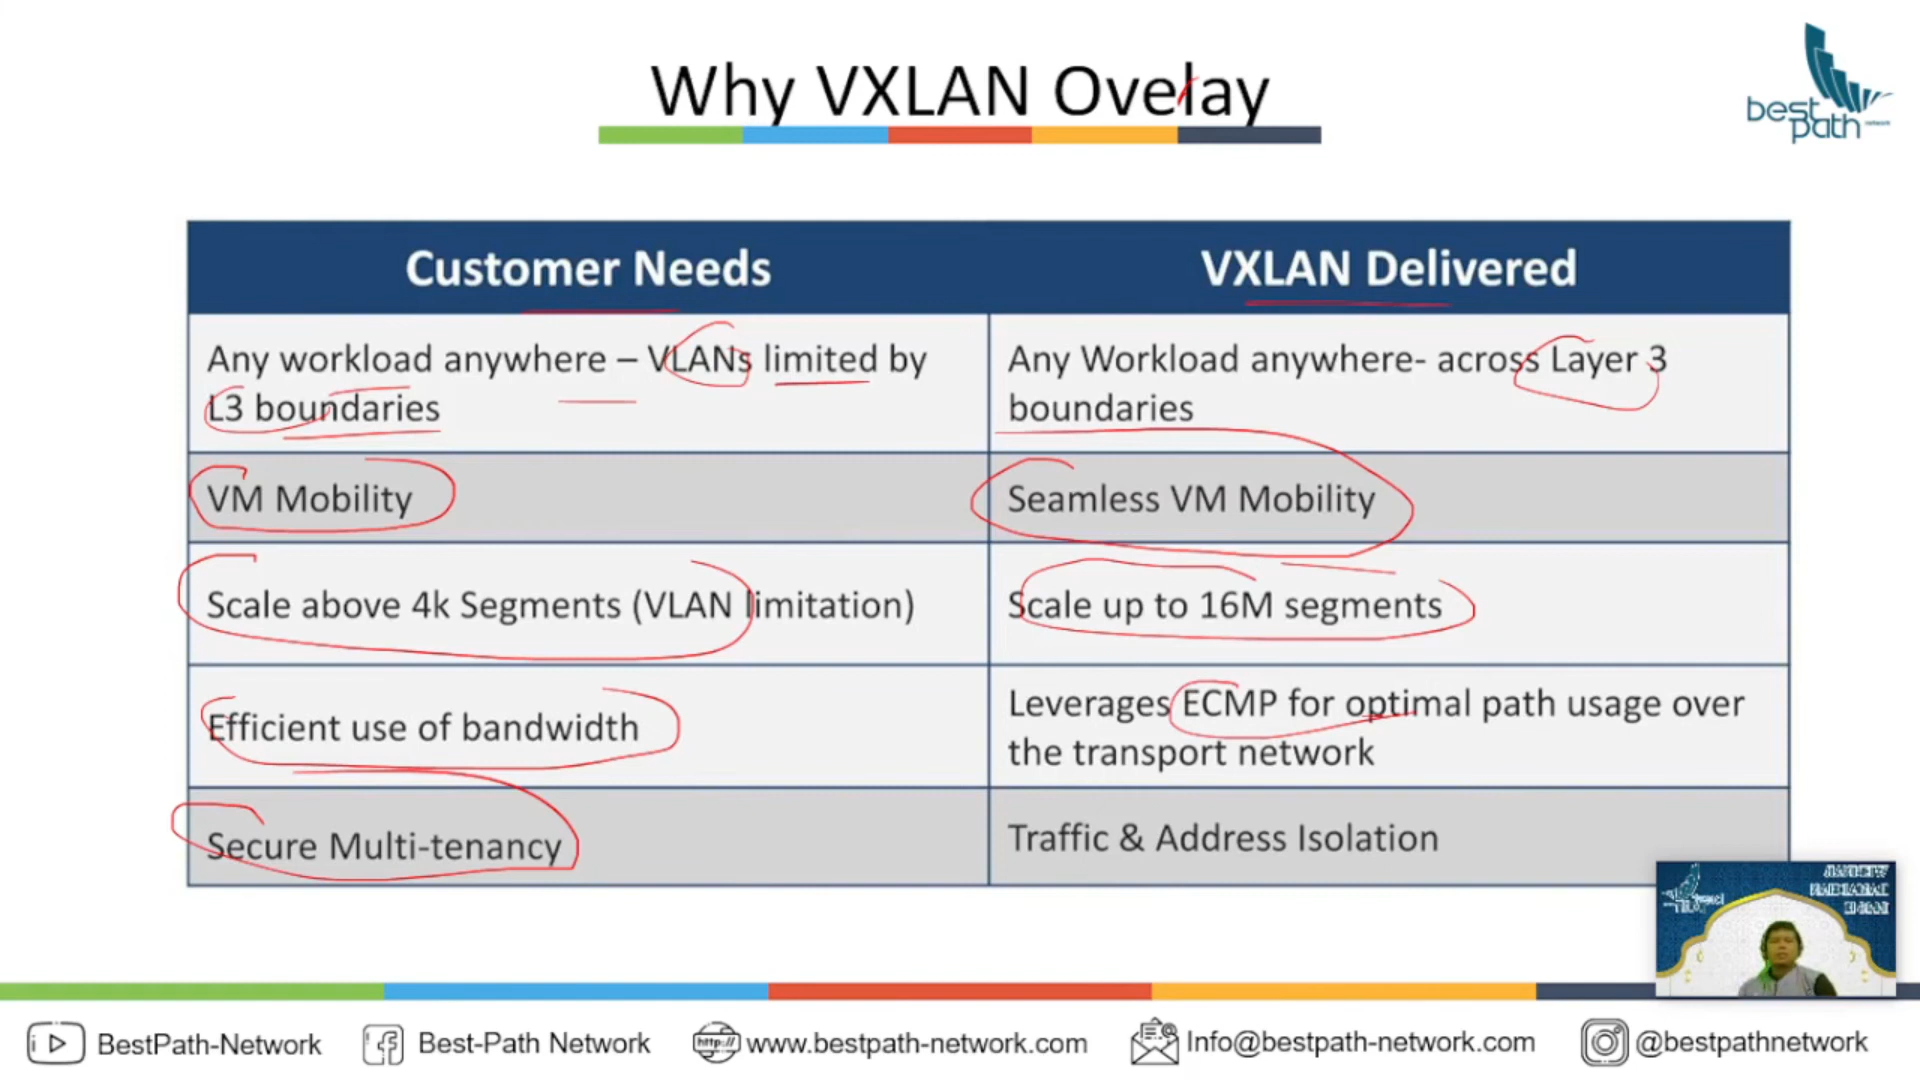 Why VXLAN Ovelay
best
path
network
Customer Needs
VXLAN Delivered
Any workload anywhere – VLANs limited by
L3 boundaries
Any Workload anywhere- across Layer 3
boundaries
VM Mobility
Seamless VM Mobility
Scale above 4k Segments (VLAN limitation)
Scale up to 16M segments
Efficient use of bandwidth
Leverages ECMP for optimal path usage over
the transport network
Secure Multi-tenancy
Traffic & Address Isolation
BestPath-Network
Best-Path Network
http://
www.bestpath-network.com
Info@bestpath-network.com
@bestpathnetwork